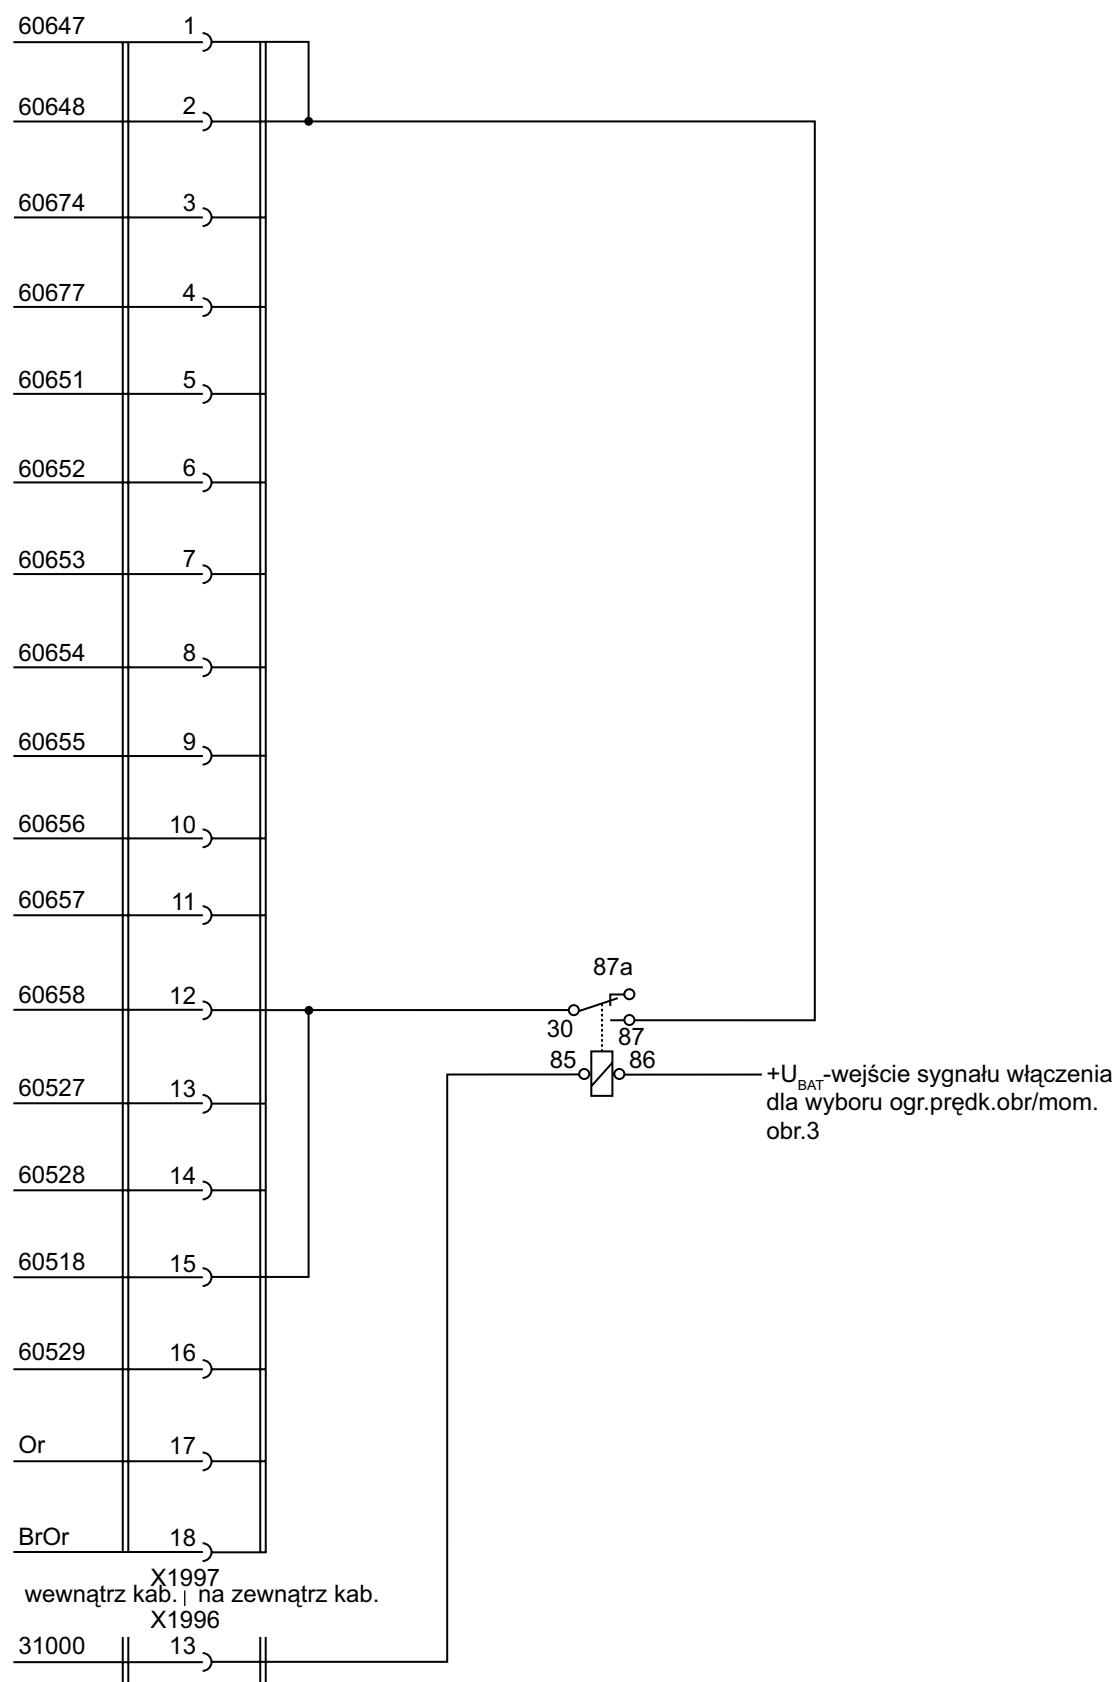 60647 1
60648 2
60674 3
60677 4
60651 5
60652 6
60653 7
60654 8
60655 9
60656 10
60657 11
87a
60658 12
30 87
85 86
+UBAT-wejście sygnału włączenia
dla wyboru ogr.prędk.obr/mom.
obr.3
60527 13
60528 14
60518 15
60529 16
Or 17
BrOr 18
X1997
wewnątrz kab. | na zewnątrz kab.
X1996
31000 13